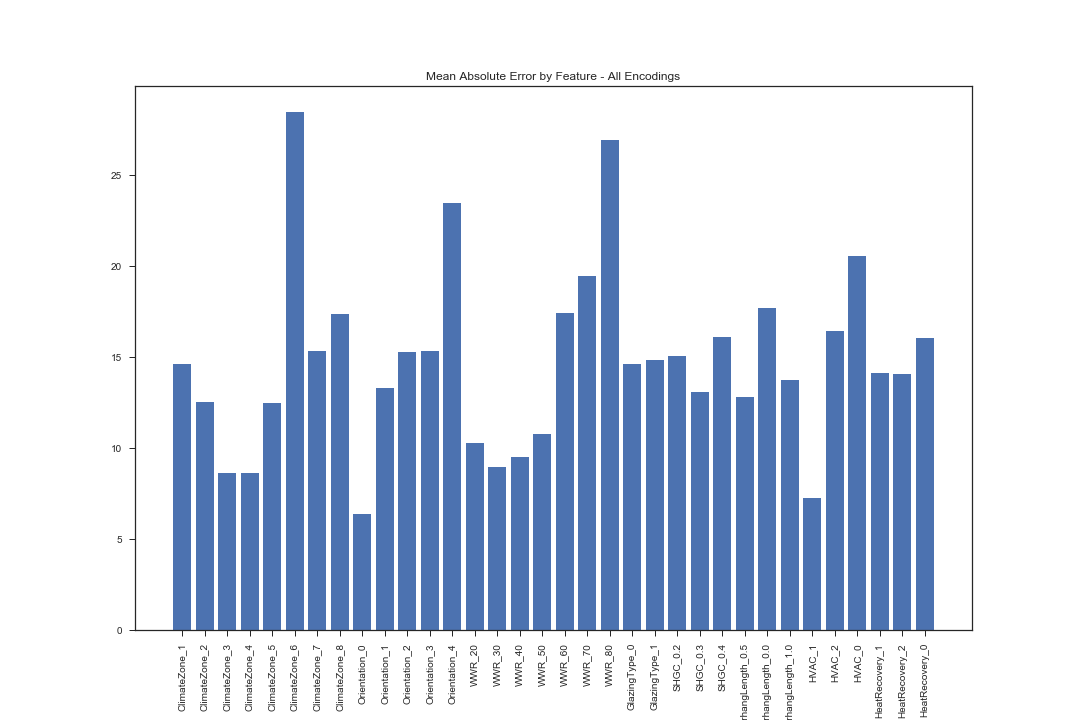 Mean Absolute Error by Feature - All Encodings
25
20
15
10
5
0
ClimateZone_1
ClimateZone_2
ClimateZone_3
ClimateZone_4
ClimateZone_5
ClimateZone_6
ClimateZone_7
ClimateZone_8
Orientation_0
Orientation_1
Orientation_2
Orientation_3
Orientation_4
WWR_20
WWR_30
WWR_40
WWR_50
WWR_60
WWR_70
WWR_80
GlazingType_0
GlazingType_1
SHGC_0.2
SHGC_0.3
SHGC_0.4
rhangLength_0.5
rhangLength_0.0
rhangLength_1.0
HVAC_1
HVAC_2
HVAC_0
HeatRecovery_1
HeatRecovery_2
HeatRecovery_0